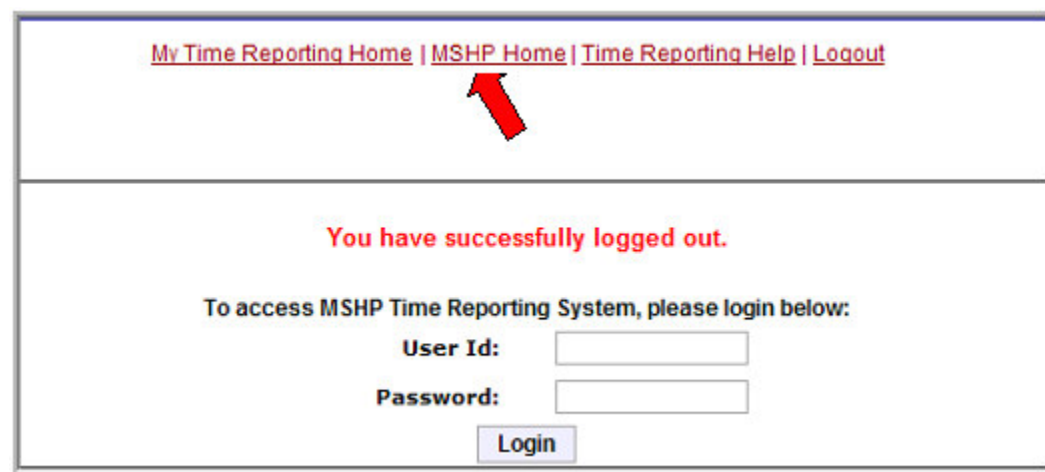 My Time Reporting Home | MSHP Home | Time Reporting Help | Logout
You have successfully logged out.
To access MSHP Time Reporting System, please login below:
User Id:
Password:
Login